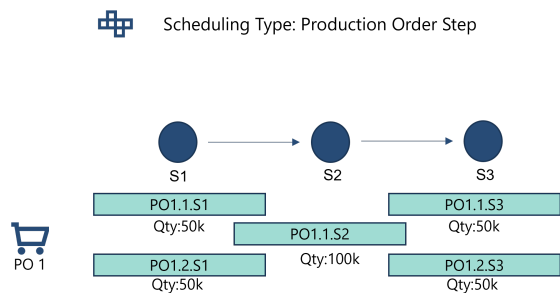 Scheduling Type: Production Order Step
S1
S2
S3
PO1.1.S1
PO1.1.S3
Qty:50k
Qty:50k
PO1.1.S2
PO 1
Qty:100k
PO1.2.S1
PO1.2.S3
Qty:50k
Qty:50k